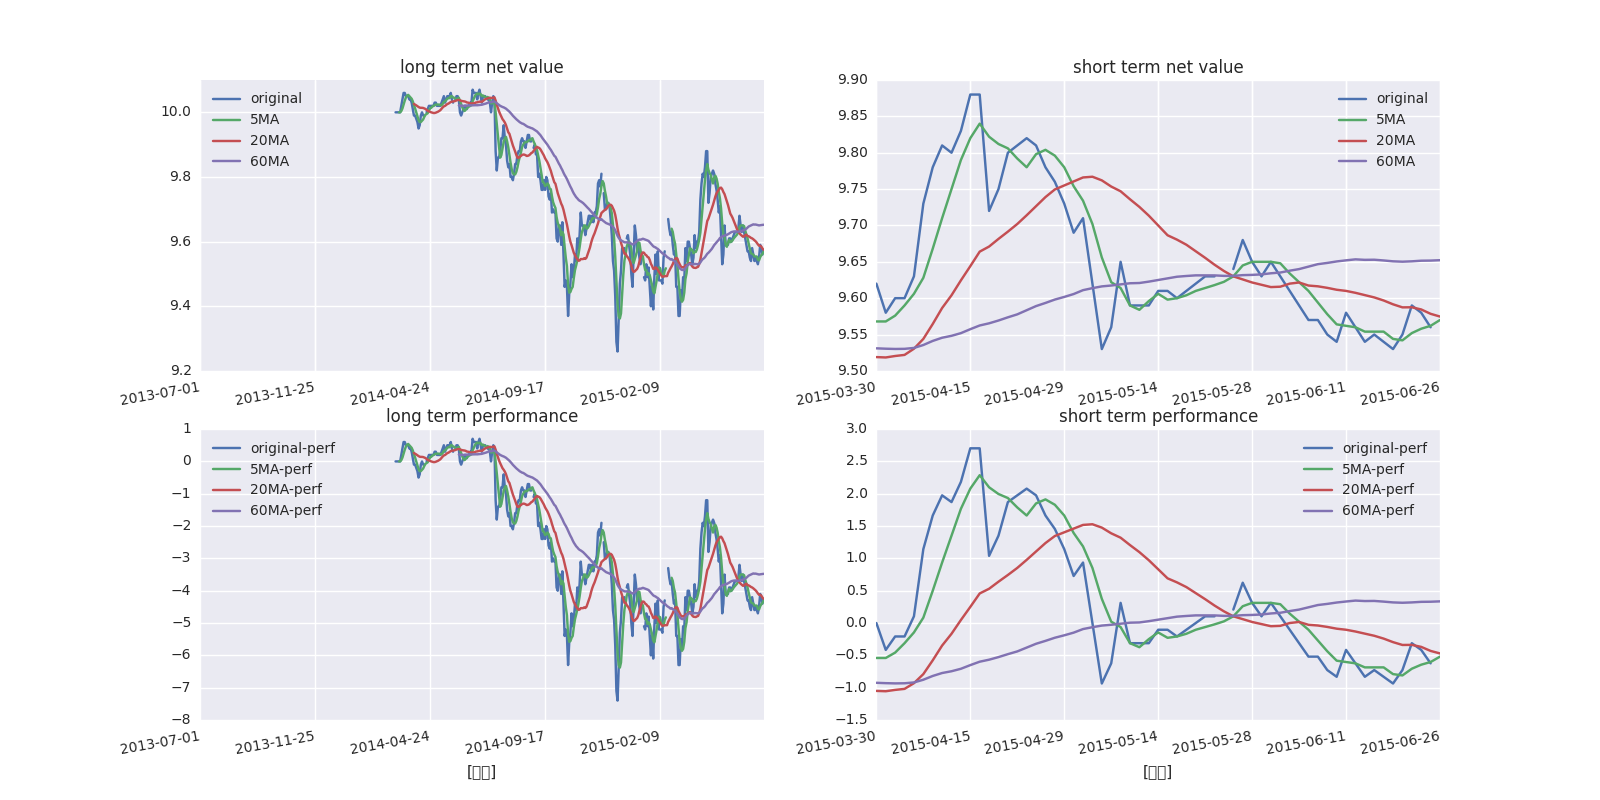 long term net value
10.0
9.8
9.6
9.4
9.2
original
5MA
20MA
60MA
2013-07-01 2013-11-25 2014-04-24 2014-09-17 2015-02-09
short term net value
9.90
9.85
9.80
9.75
9.70
9.65
9.60
9.55
9.50
original
5MA
20MA
60MA
2015-03-30 2015-04-15 2015-04-29 2015-05-14 2015-05-28 2015-06-11 2015-06-26
long term performance
1
0
−1
−2
−3
−4
−5
−6
−7
−8
original-perf
5MA-perf
20MA-perf
60MA-perf
2013-07-01 2013-11-25 2014-04-24 2014-09-17 2015-02-09
short term performance
3.0
2.5
2.0
1.5
1.0
0.5
0.0
−0.5
−1.0
−1.5
original-perf
5MA-perf
20MA-perf
60MA-perf
2015-03-30 2015-04-15 2015-04-29 2015-05-14 2015-05-28 2015-06-11 2015-06-26